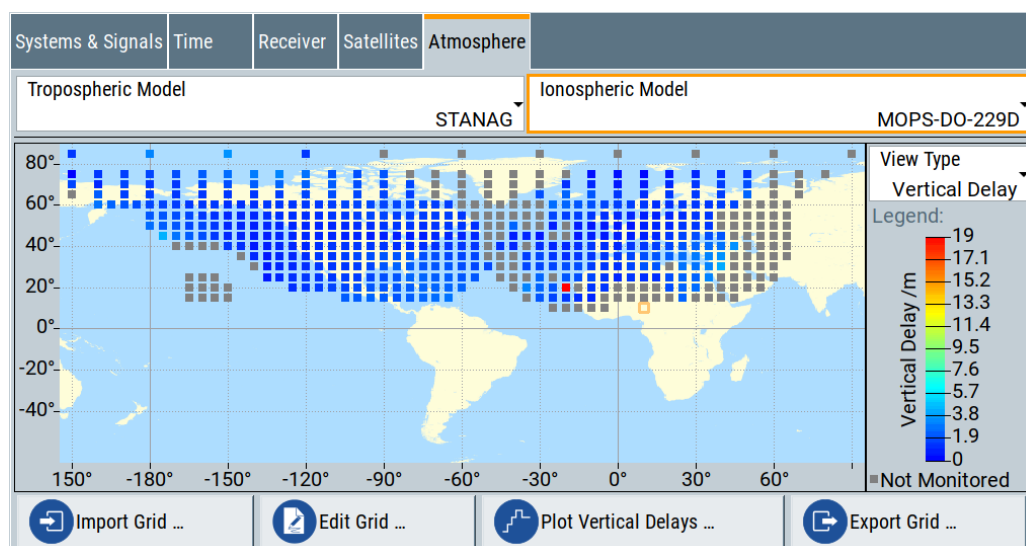 Systems & Signals Time Receiver Satellites Atmosphere
Tropospheric Model
STANAG
Ionospheric Model
MOPS-DO-229D
80°
60°
40°
20°
0°
-20°
-40°
150° -180° -150° -120° -90° -60° -30° 0° 30° 60°
View Type
Vertical Delay
Legend:
Vertical Delay /m
19
17.1
15.2
13.3
11.4
9.5
7.6
5.7
3.8
1.9
0
Not Monitored
Import Grid ... Edit Grid ... Plot Vertical Delays ... Export Grid ...